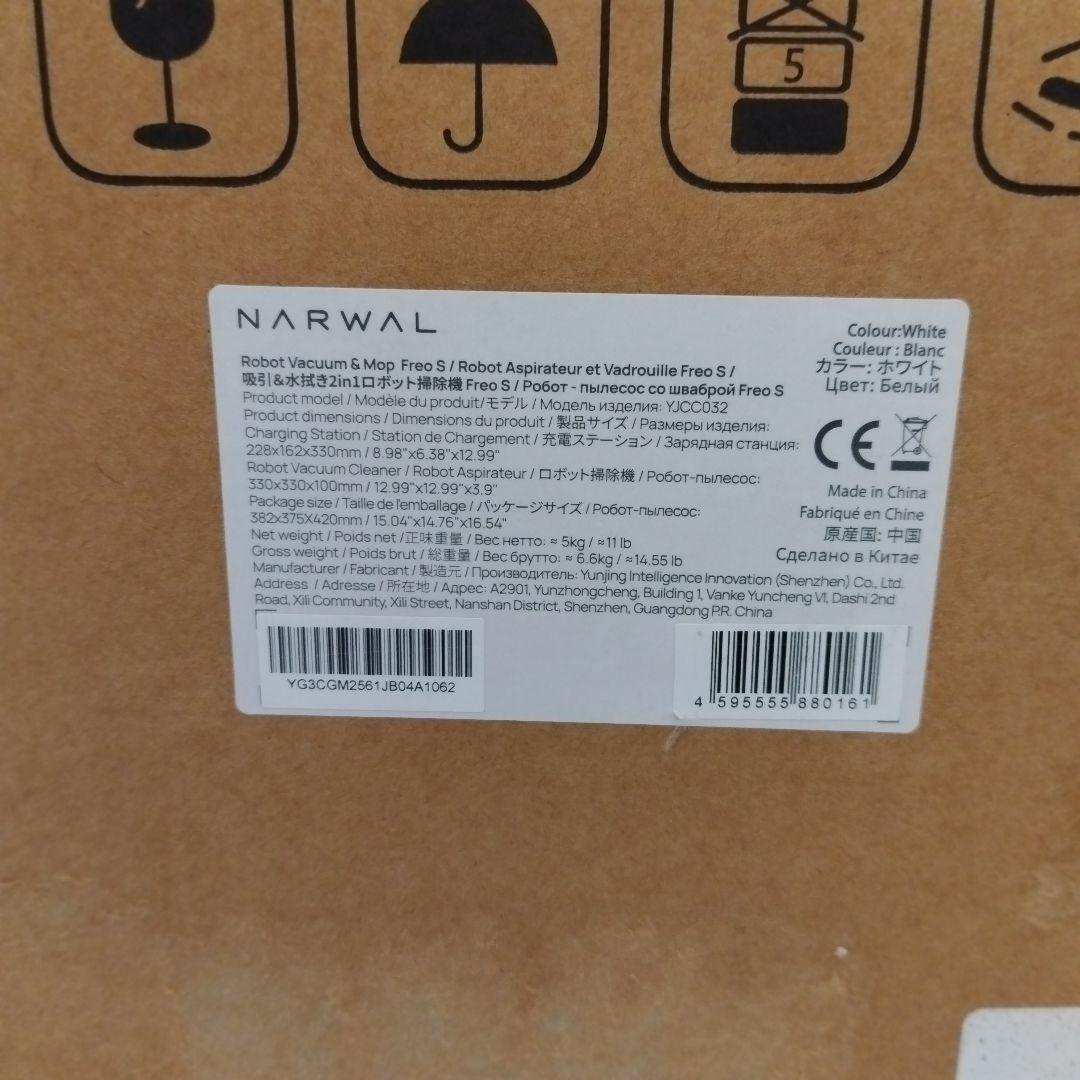 5
NARWAL
Colour:White
Couleur : Blanc
カラー: ホワイト
Цвет: Белый
Robot Vacuum & Mop Freo S / Robot Aspirateur et Vadrouille Freo S /
吸引&水拭き2in1ロボット掃除機 Freo S / Робот - пылесос со шваброй Freo S
Product model / Modèle du produit/モデル / Модель изделия: YJCC032
Product dimensions / Dimensions du produit / 製品サイズ / Размеры изделия:
Charging Station / Station de Chargement / 充電ステーション / Зарядная станция:
228x162x330mm / 8.98"x6.38"x12.99"
Robot Vacuum Cleaner / Robot Aspirateur / ロボット掃除機 / Робот-пылесос:
330x330x100mm / 12.99"x12.99"x3.9"
Package size / Taille de l'emballage / パッケージサイズ / Робот-пылесос:
382x375X420mm / 15.04"x14.76"x16.54"
Net weight / Poids net /正味重量 / Вес нетто: ≈ 5kg / ≈11 lb
Gross weight / Poids brut / 総重量 / Вес брутто: ≈ 6.6kg / ≈14.55 lb
Manufacturer / Fabricant / 製造元 / Производитель: Yunjing Intelligence Innovation (Shenzhen) Co., Ltd.
Address / Adresse / 所在地 / Адрес: A2901, Yunzhongcheng, Building 1, Vanke Yuncheng VI, Dashi 2nd
Road, Xili Community, Xili Street, Nanshan District, Shenzhen, Guangdong P.R. China
CE
Made in China
Fabriqué en Chine
原産国: 中国
Сделано в Китае
YG3CGM2561JB04A1062
4 595555 880161